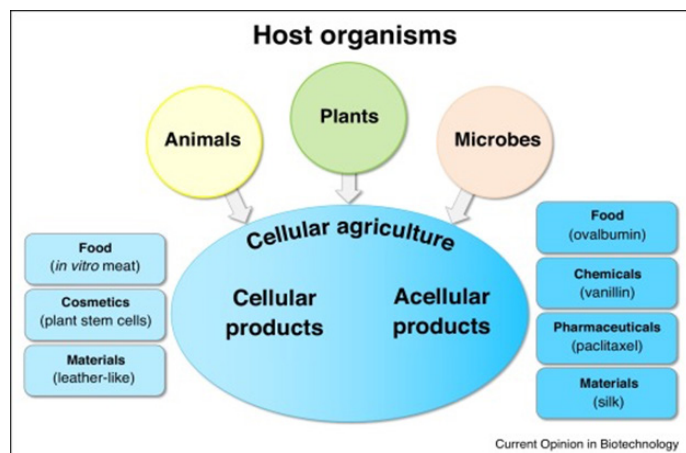 Host organisms
Animals
Plants
Microbes
Cellular agriculture
Cellular
products
Acellular
products
Food
(in vitro meat)
Cosmetics
(plant stem cells)
Materials
(leather-like)
Food
(ovalbumin)
Chemicals
(vanillin)
Pharmaceuticals
(paclitaxel)
Materials
(silk)
Current Opinion in Biotechnology